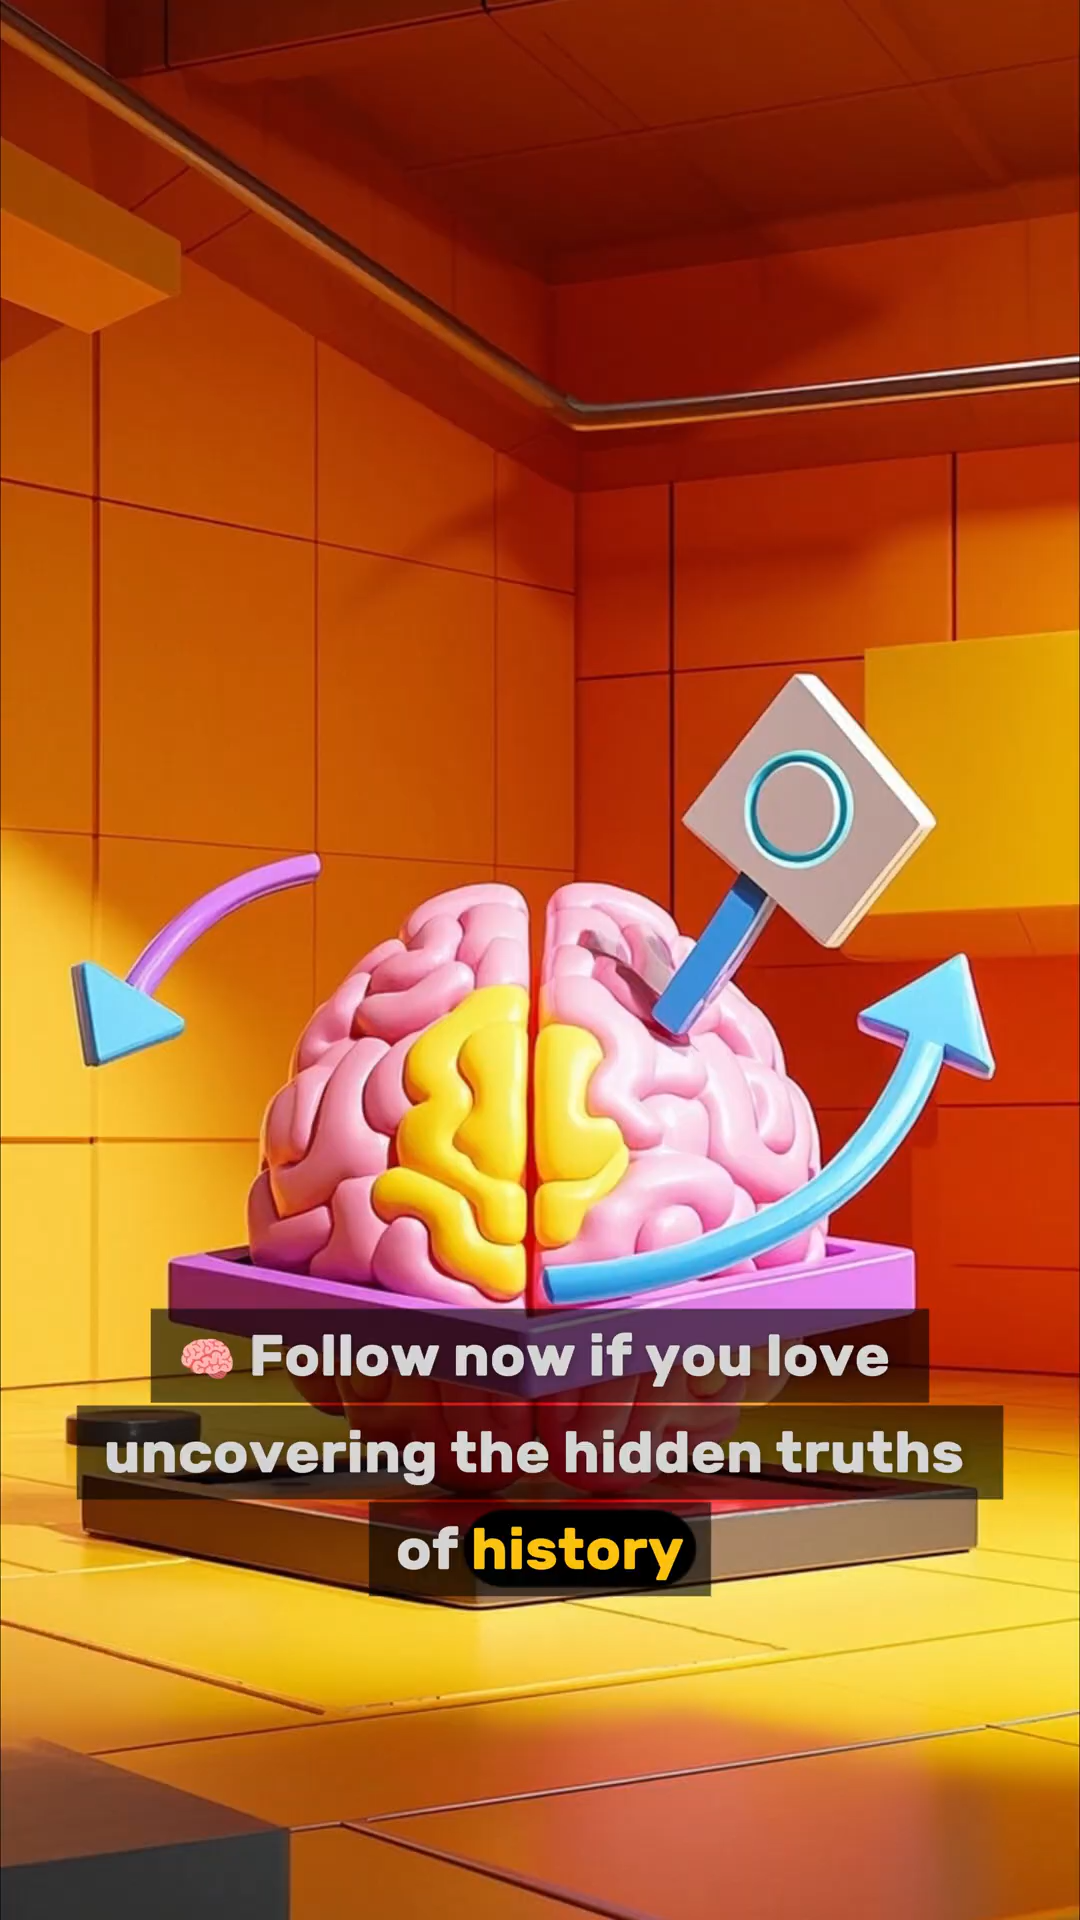 🧠 Follow now if you love
uncovering the hidden truths
of history